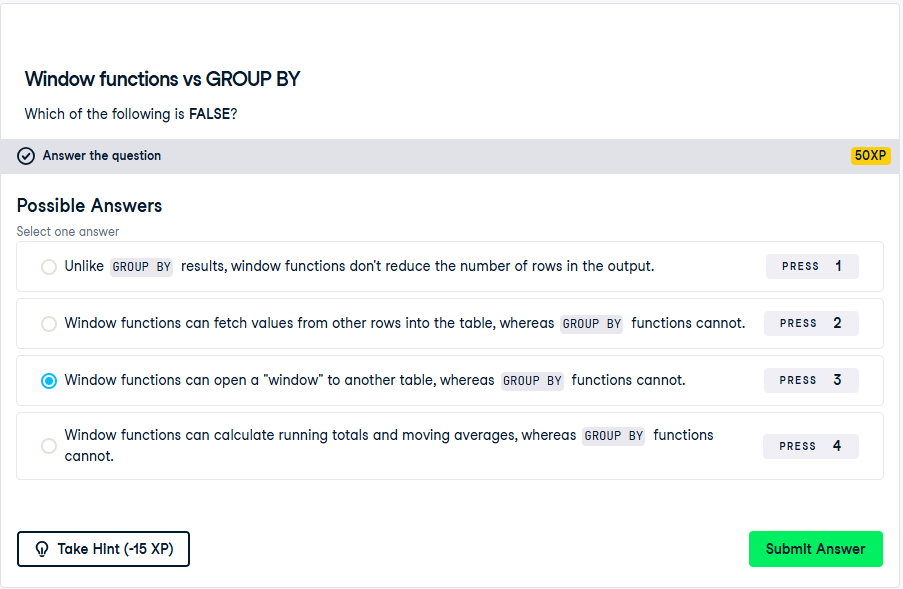 Window functions vs GROUP BY
Which of the following is FALSE?
Answer the question
50XP
Possible Answers
Select one answer
Unlike GROUP BY results, window functions don't reduce the number of rows in the output.
PRESS 1
Window functions can fetch values from other rows into the table, whereas GROUP BY functions cannot.
PRESS 2
Window functions can open a "window" to another table, whereas GROUP BY functions cannot.
PRESS 3
Window functions can calculate running totals and moving averages, whereas GROUP BY functions
cannot.
PRESS 4
Take Hint (-15 XP)
Submit Answer